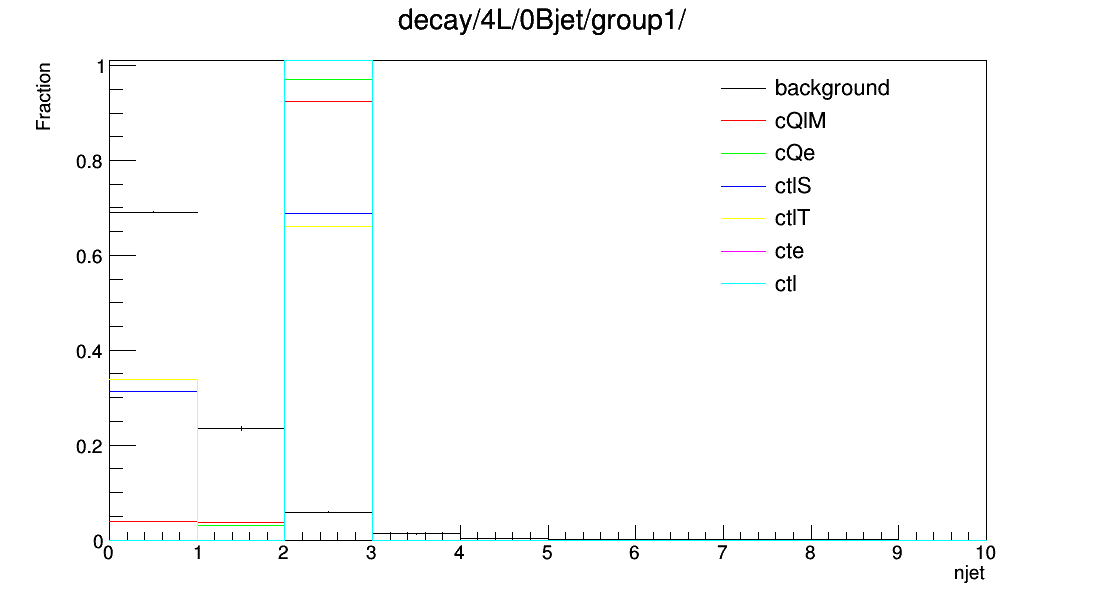 decay/4L/0Bjet/group1/
Fraction
1
0.8
0.6
0.4
0.2
0
background
cQlM
cQe
ctlS
ctlT
cte
ctl
0 1 2 3 4 5 6 7 8 9 10
njet